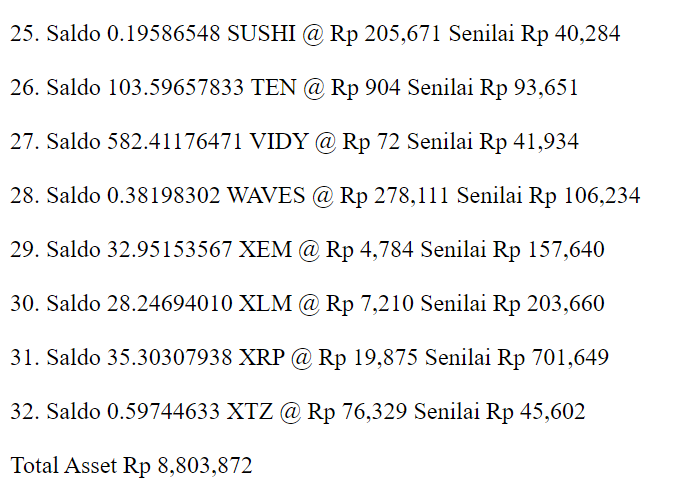 25. Saldo 0.19586548 SUSHI @ Rp 205,671 Senilai Rp 40,284
26. Saldo 103.59657833 TEN @ Rp 904 Senilai Rp 93,651
27. Saldo 582.41176471 VIDY @ Rp 72 Senilai Rp 41,934
28. Saldo 0.38198302 WAVES @ Rp 278,111 Senilai Rp 106,234
29. Saldo 32.95153567 XEM @ Rp 4,784 Senilai Rp 157,640
30. Saldo 28.24694010 XLM @ Rp 7,210 Senilai Rp 203,660
31. Saldo 35.30307938 XRP @ Rp 19,875 Senilai Rp 701,649
32. Saldo 0.59744633 XTZ @ Rp 76,329 Senilai Rp 45,602
Total Asset Rp 8,803,872